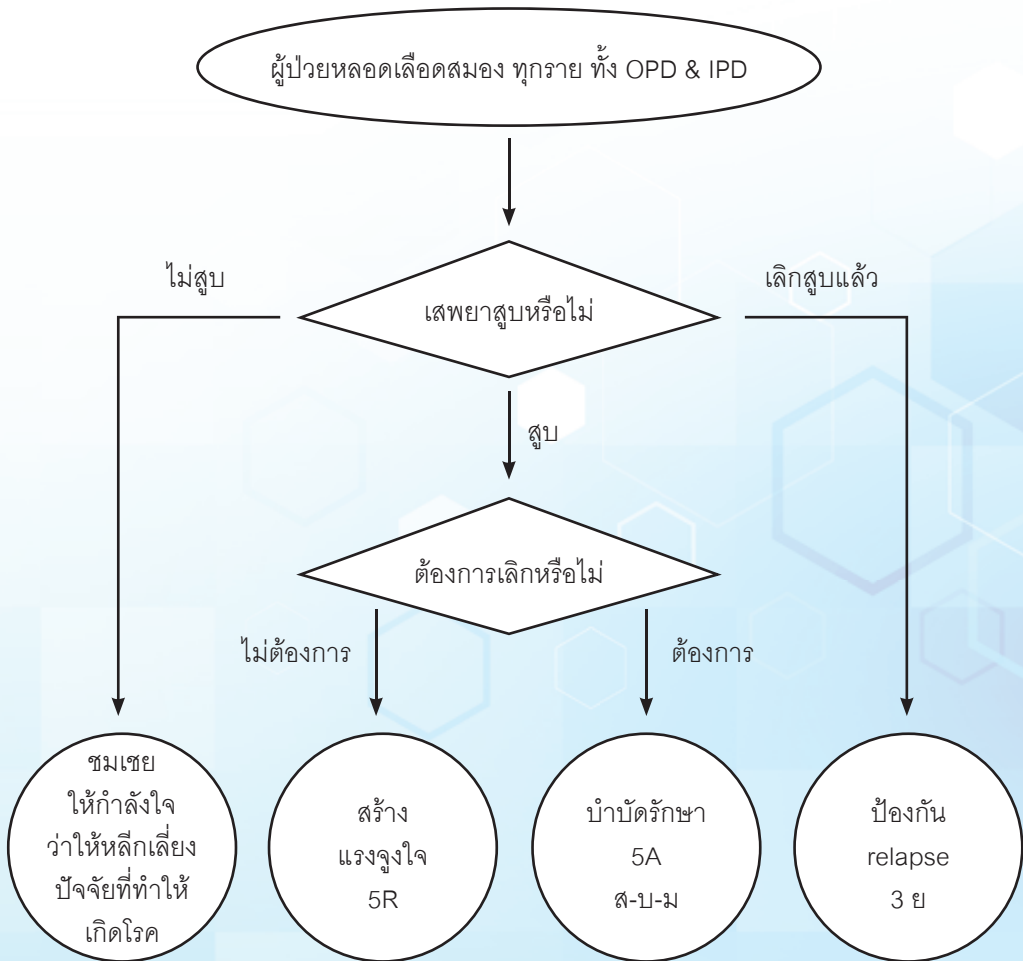 ผู้ป่วยหลอดเลือดสมอง ทุกราย ทั้ง OPD & IPD
ไม่สูบ
เลิกสูบแล้ว
เสพยาสูบหรือไม่
สูบ
ต้องการเลิกหรือไม่
ไม่ต้องการ
ต้องการ
ชมเชย
ให้กำลังใจ
ว่าให้หลีกเลี่ยง
ปัจจัยที่ทำให้
เกิดโรค
สร้าง
แรงจูงใจ
5R
บำบัดรักษา
5A
ส-บ-ม
ป้องกัน
relapse
3 ย